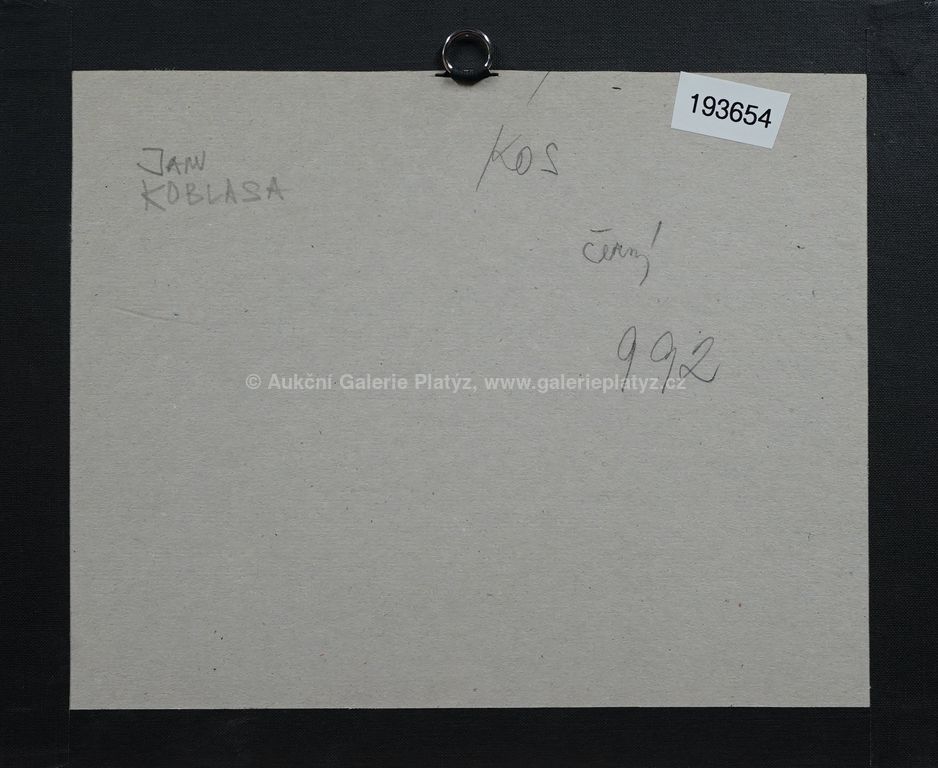 193654
JAN
KOBLASA
KOS
černý
992
© Aukční Galerie Platýz, www.galerieplatyz.cz